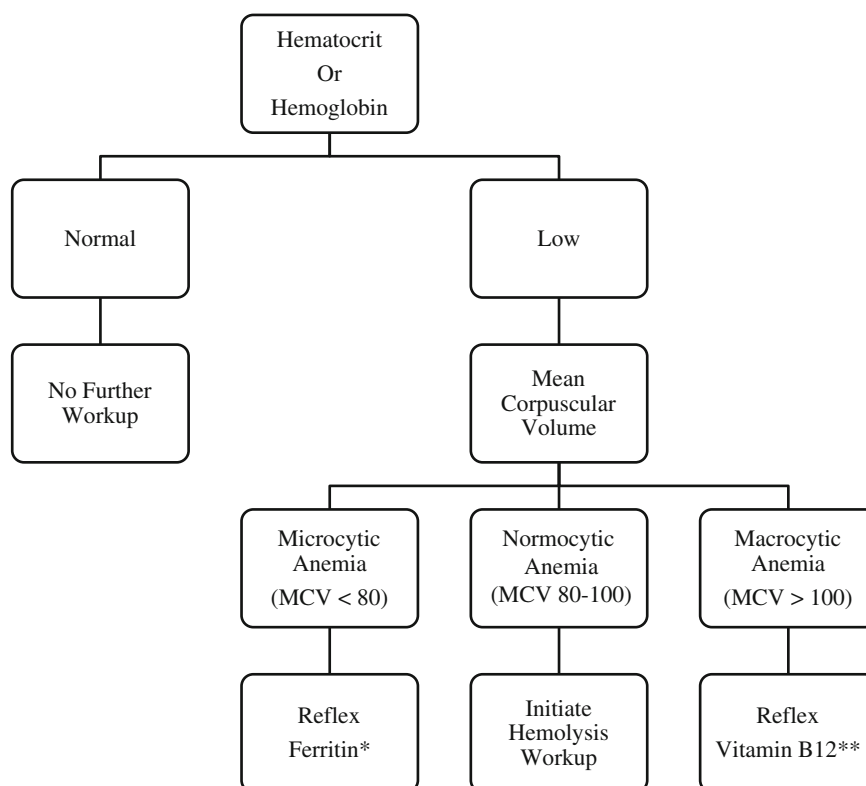 Hematocrit
Or
Hemoglobin
Normal
Low
No Further
Workup
Mean
Corpuscular
Volume
Microcytic
Anemia
(MCV < 80)
Normocytic
Anemia
(MCV 80-100)
Macrocytic
Anemia
(MCV > 100)
Reflex
Ferritin*
Initiate
Hemolysis
Workup
Reflex
Vitamin B12**